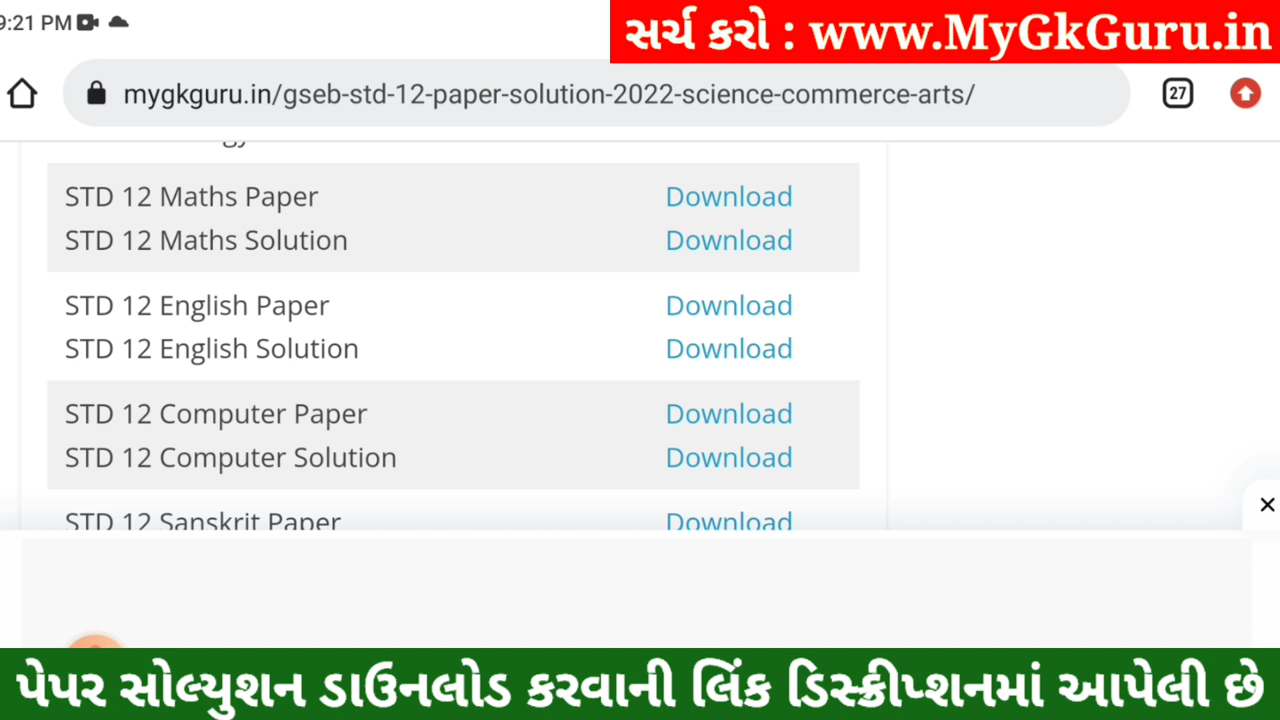 9:21 PM
સર્ચ કરો : www.MyGkGuru.in
mygkguru.in/gseb-std-12-paper-solution-2022-science-commerce-arts/
27
STD 12 Maths Paper Download
STD 12 Maths Solution Download
STD 12 English Paper Download
STD 12 English Solution Download
STD 12 Computer Paper Download
STD 12 Computer Solution Download
STD 12 Sanskrit Paper Download
પેપર સોલ્યુશન ડાઉનલોડ કરવાની લિંક ડિસ્ક્રીપ્શનમાં આપેલી છે